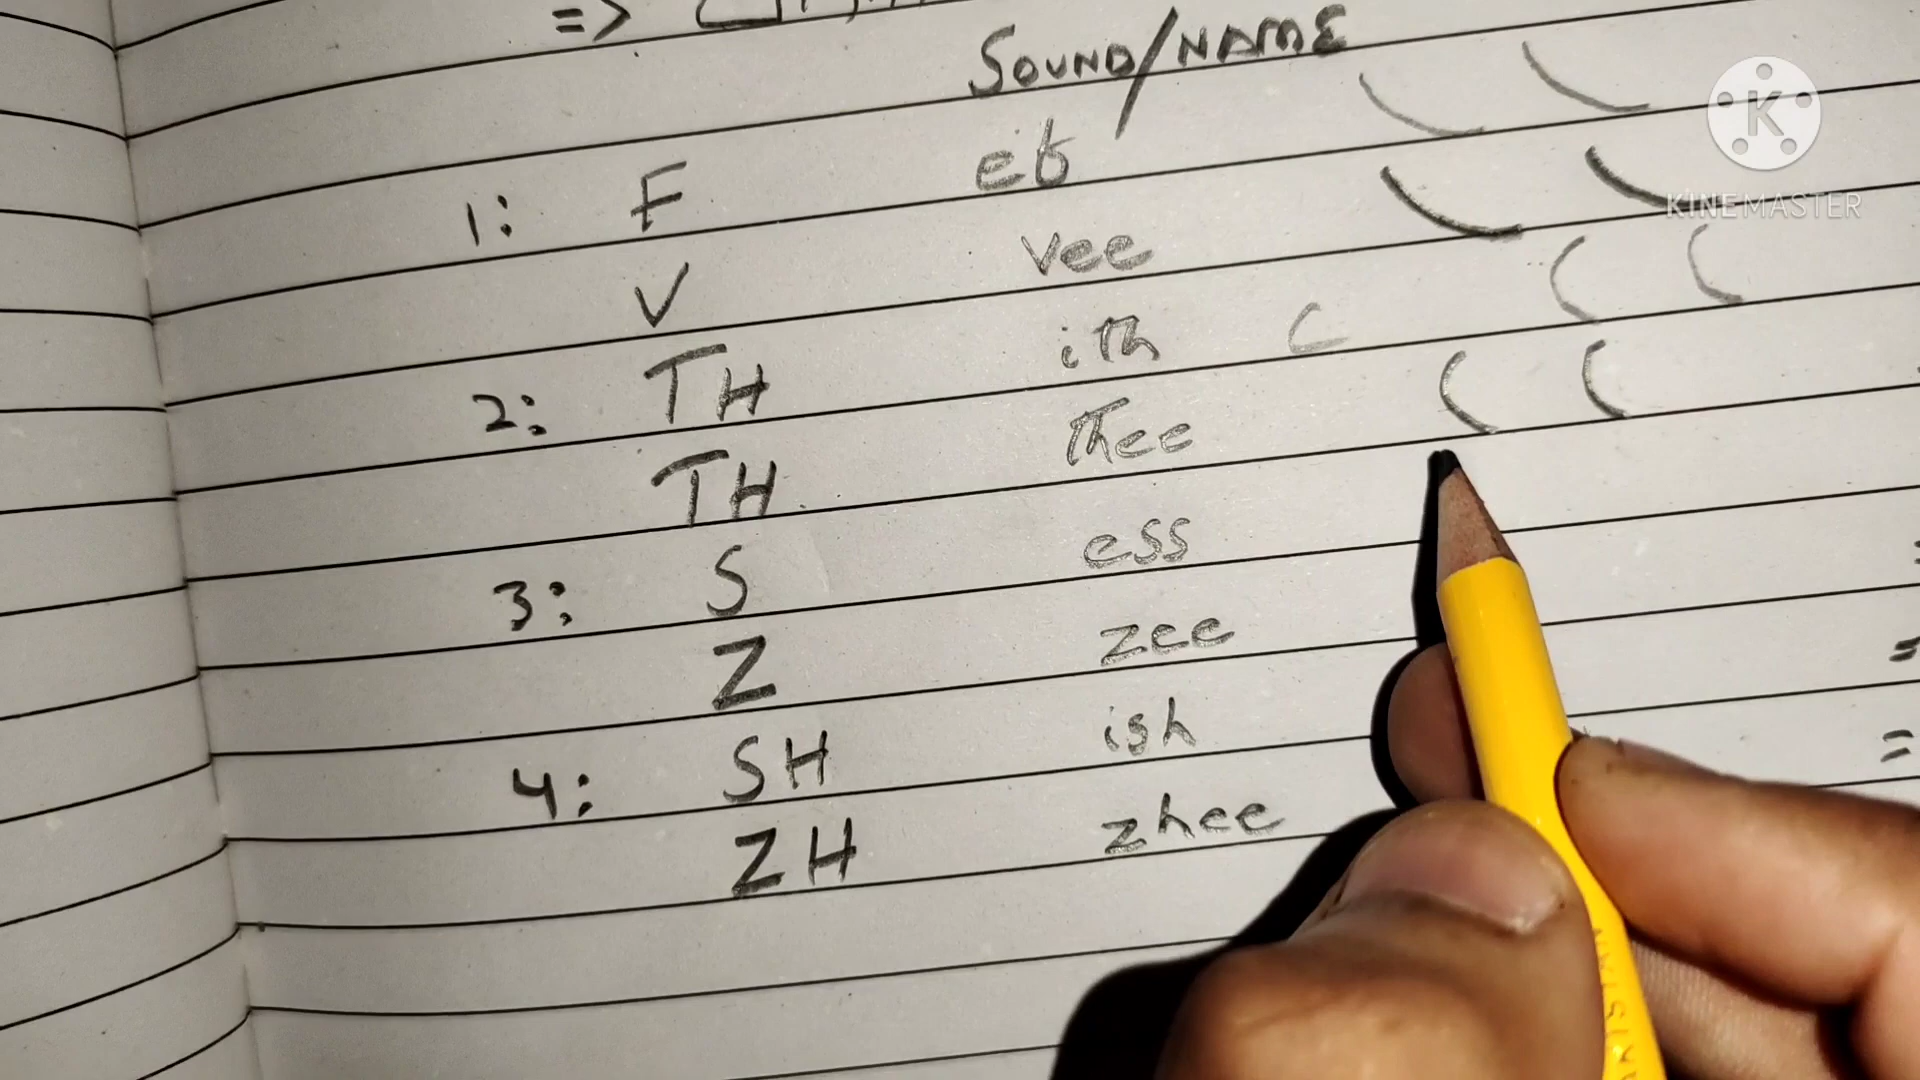 =>
SOUND/NAME
1: F ef
V vee
2: TH ith
TH thee
3: S ess
Z zee
4: SH ish
ZH zhee
=
=
K
KINEMASTER